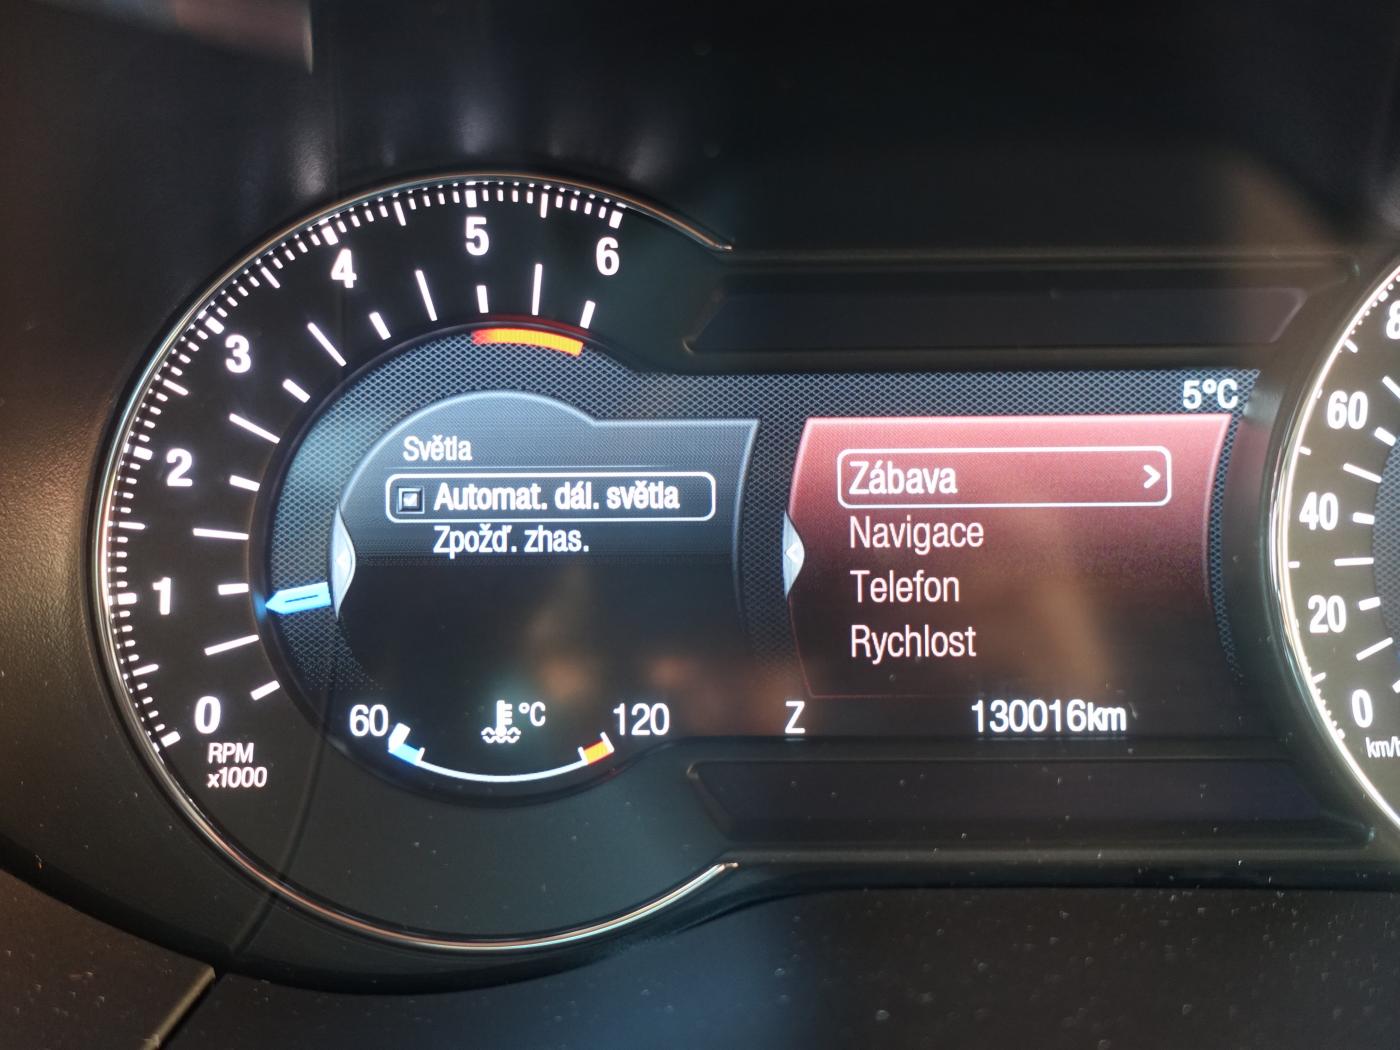 6
5
4
3
2
1
0
RPM
x1000
Světla
Automat. dál. světla
Zpožď. zhas.
60
°C
120
5°C
Zábava >
Navigace
Telefon
Rychlost
Z
130016km
60
40
20
0